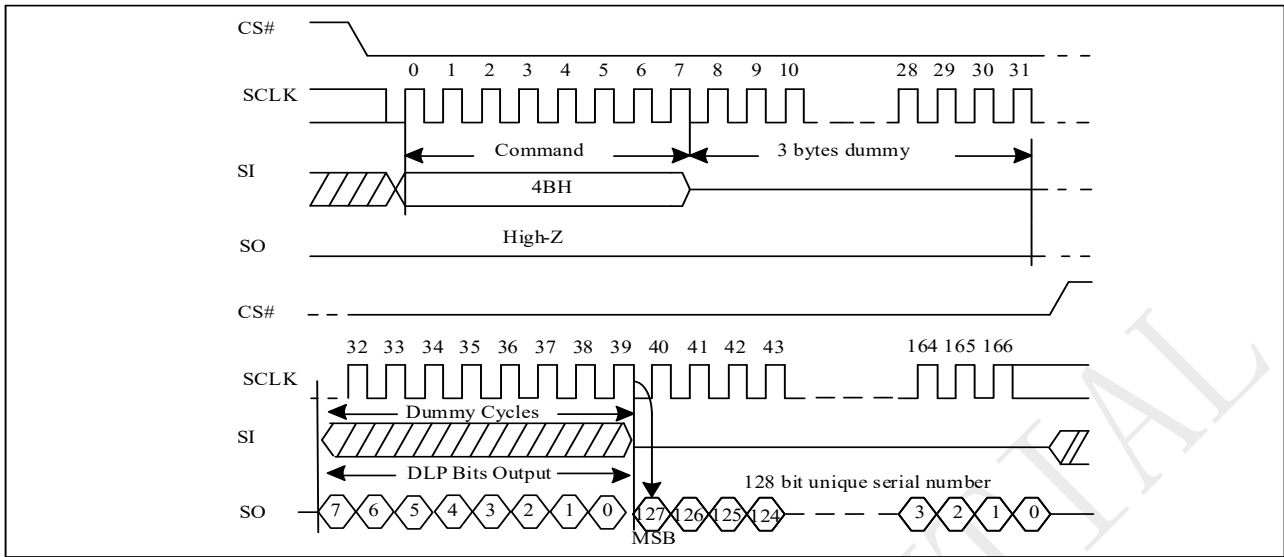 CS#
0 1 2 3 4 5 6 7 8 9 10 28 29 30 31
SCLK
Command 3 bytes dummy
SI
4BH
High-Z
SO
CS#
32 33 34 35 36 37 38 39 40 41 42 43 164 165 166
SCLK
Dummy Cycles
SI
DLP Bits Output 128 bit unique serial number
SO 7 6 5 4 3 2 1 0 127 126 125 124 3 2 1 0
MSB
TIAL